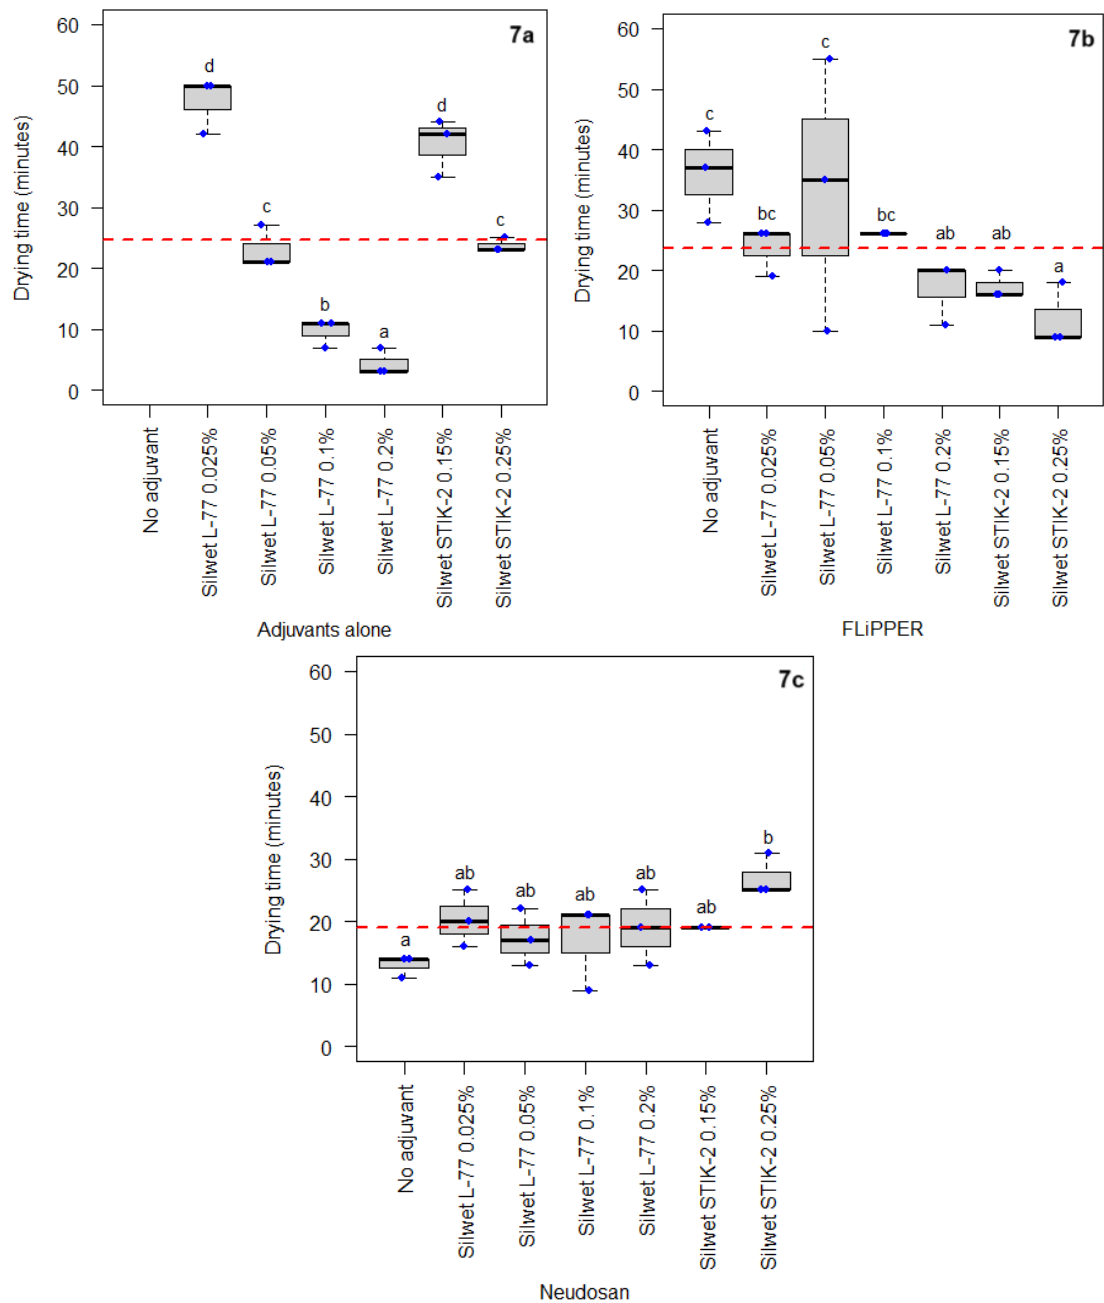 7a
Drying time (minutes)
60
50
40
30
20
10
0
d
c
b
a
d
c
No adjuvant
Silwet L-77 0.025%
Silwet L-77 0.05%
Silwet L-77 0.1%
Silwet L-77 0.2%
Silwet STIK-2 0.15%
Silwet STIK-2 0.25%
Adjuvants alone
7b
Drying time (minutes)
60
50
40
30
20
10
0
c
bc
c
bc
ab
ab
a
No adjuvant
Silwet L-77 0.025%
Silwet L-77 0.05%
Silwet L-77 0.1%
Silwet L-77 0.2%
Silwet STIK-2 0.15%
Silwet STIK-2 0.25%
FLiPPER
7c
Drying time (minutes)
60
50
40
30
20
10
0
a
ab
ab
ab
ab
ab
b
No adjuvant
Silwet L-77 0.025%
Silwet L-77 0.05%
Silwet L-77 0.1%
Silwet L-77 0.2%
Silwet STIK-2 0.15%
Silwet STIK-2 0.25%
Neudosan